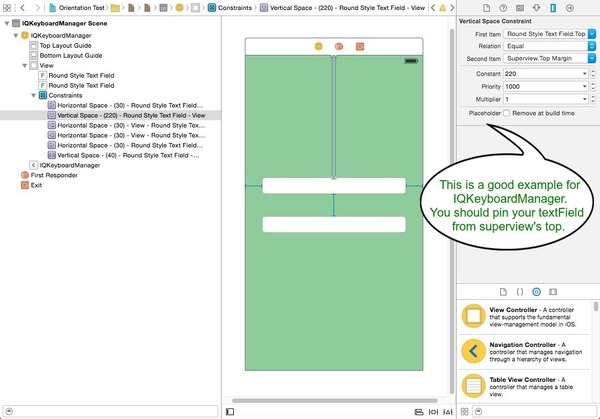 Orientation Test
Constraints
Vertical Space - (220) - Round Style Text Field - View
IQKeyboardManager Scene
IQKeyboardManager
Top Layout Guide
Bottom Layout Guide
View
Round Style Text Field
Round Style Text Field
Constraints
Horizontal Space - (30) - Round Style Text Field...
Vertical Space - (220) - Round Style Text Field - View
Horizontal Space - (30) - View - Round Style Tex...
Horizontal Space - (30) - View - Round Style Tex...
Horizontal Space - (30) - Round Style Text Field...
Vertical Space - (40) - Round Style Text Field -...
IQKeyboardManager
First Responder
Exit
Vertical Space Constraint
First Item Round Style Text Field.Top
Relation Equal
Second Item Superview.Top Margin
Constant 220
Priority 1000
Multiplier 1
Placeholder Remove at build time
This is a good example for
IQKeyboardManager.
You should pin your textField
from superview's top.
View Controller - A controller
that supports the fundamental
view-management model in iOS.
Navigation Controller - A
controller that manages navigation
through a hierarchy of views.
Table View Controller - A
controller that manages a table
view.